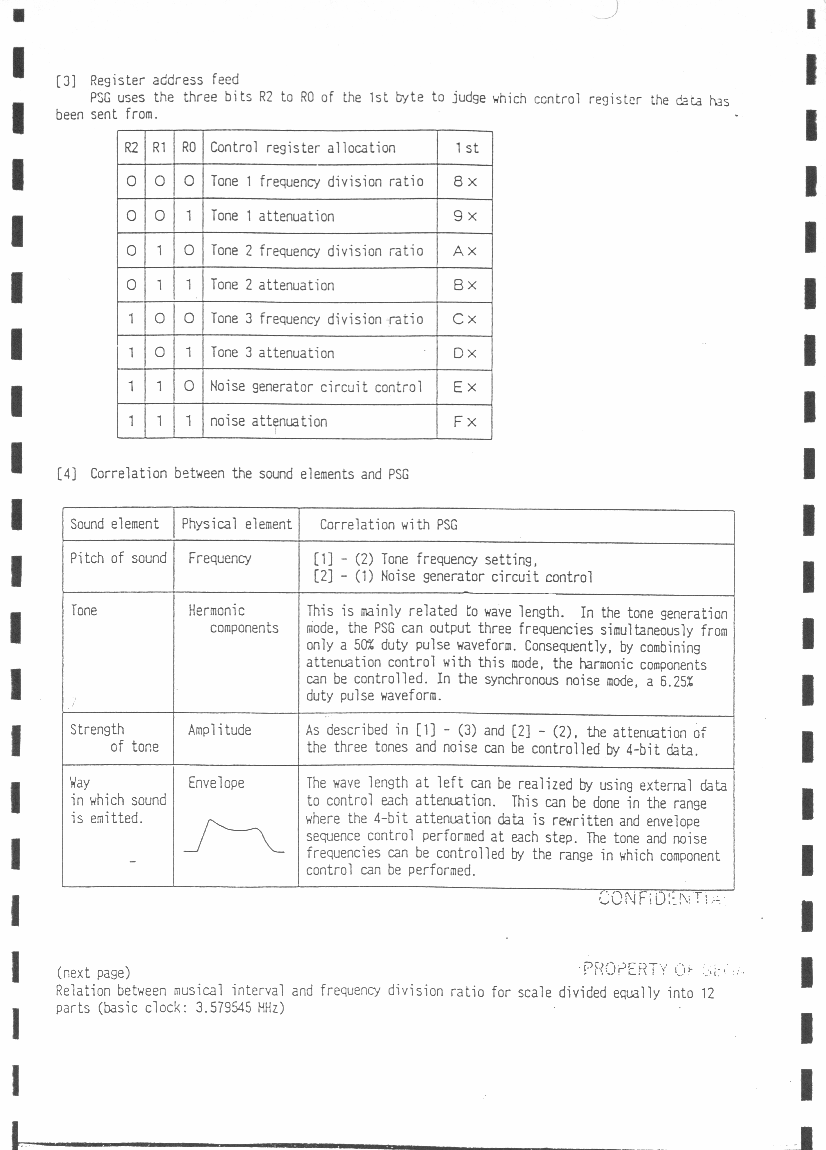 [3] Register address feed
PSG uses the three bits R2 to R0 of the 1st byte to judge which control register the data has
been sent from.
R2 R1 R0 Control register allocation 1 st
0 0 0 Tone 1 frequency division ratio 8 ×
0 0 1 Tone 1 attenuation 9 ×
0 1 0 Tone 2 frequency division ratio A ×
0 1 1 Tone 2 attenuation B ×
1 0 0 Tone 3 frequency division ratio C ×
1 0 1 Tone 3 attenuation D ×
1 1 0 Noise generator circuit control E ×
1 1 1 noise attenuation F ×
[4] Correlation between the sound elements and PSG
Sound element Physical element Correlation with PSG
Pitch of sound Frequency [1] - (2) Tone frequency setting,
[2] - (1) Noise generator circuit control
Tone Hermonic This is mainly related to wave length. In the tone generation
components mode, the PSG can output three frequencies simultaneously from
only a 50% duty pulse waveform. Consequently, by combining
attenuation control with this mode, the harmonic components
can be controlled. In the synchronous noise mode, a 6.25%
duty pulse waveform.
Strength Amplitude As described in [1] - (3) and [2] - (2), the attenuation of
of tone the three tones and noise can be controlled by 4-bit data.
Way Envelope The wave length at left can be realized by using external data
in which sound to control each attenuation. This can be done in the range
is emitted. where the 4-bit attenuation data is rewritten and envelope
sequence control performed at each step. The tone and noise
frequencies can be controlled by the range in which component
control can be performed.
CONFIDENTIA
PROPERTY OF
(next page)
Relation between musical interval and frequency division ratio for scale divided equally into 12
parts (basic clock: 3.579545 MHz)